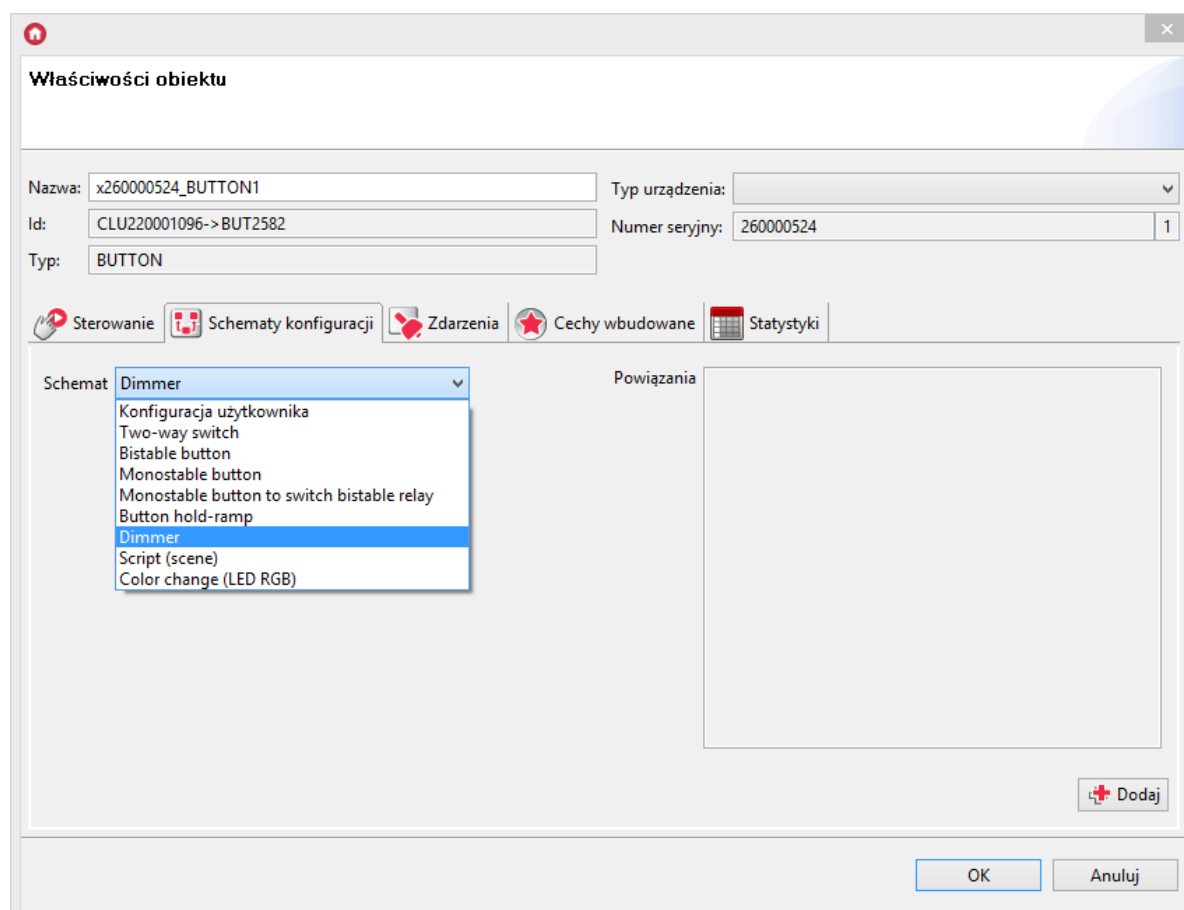 Właściwości obiektu
Nazwa: x260000524_BUTTON1 Typ urządzenia:
Id: CLU220001096->BUT2582 Numer seryjny: 260000524 1
Typ: BUTTON
Sterowanie Schematy konfiguracji Zdarzenia Cechy wbudowane Statystyki
Schemat Dimmer Powiązania
Konfiguracja użytkownika
Two-way switch
Bistable button
Monostable button
Monostable button to switch bistable relay
Button hold-ramp
Dimmer
Script (scene)
Color change (LED RGB)
Dodaj
OK Anuluj